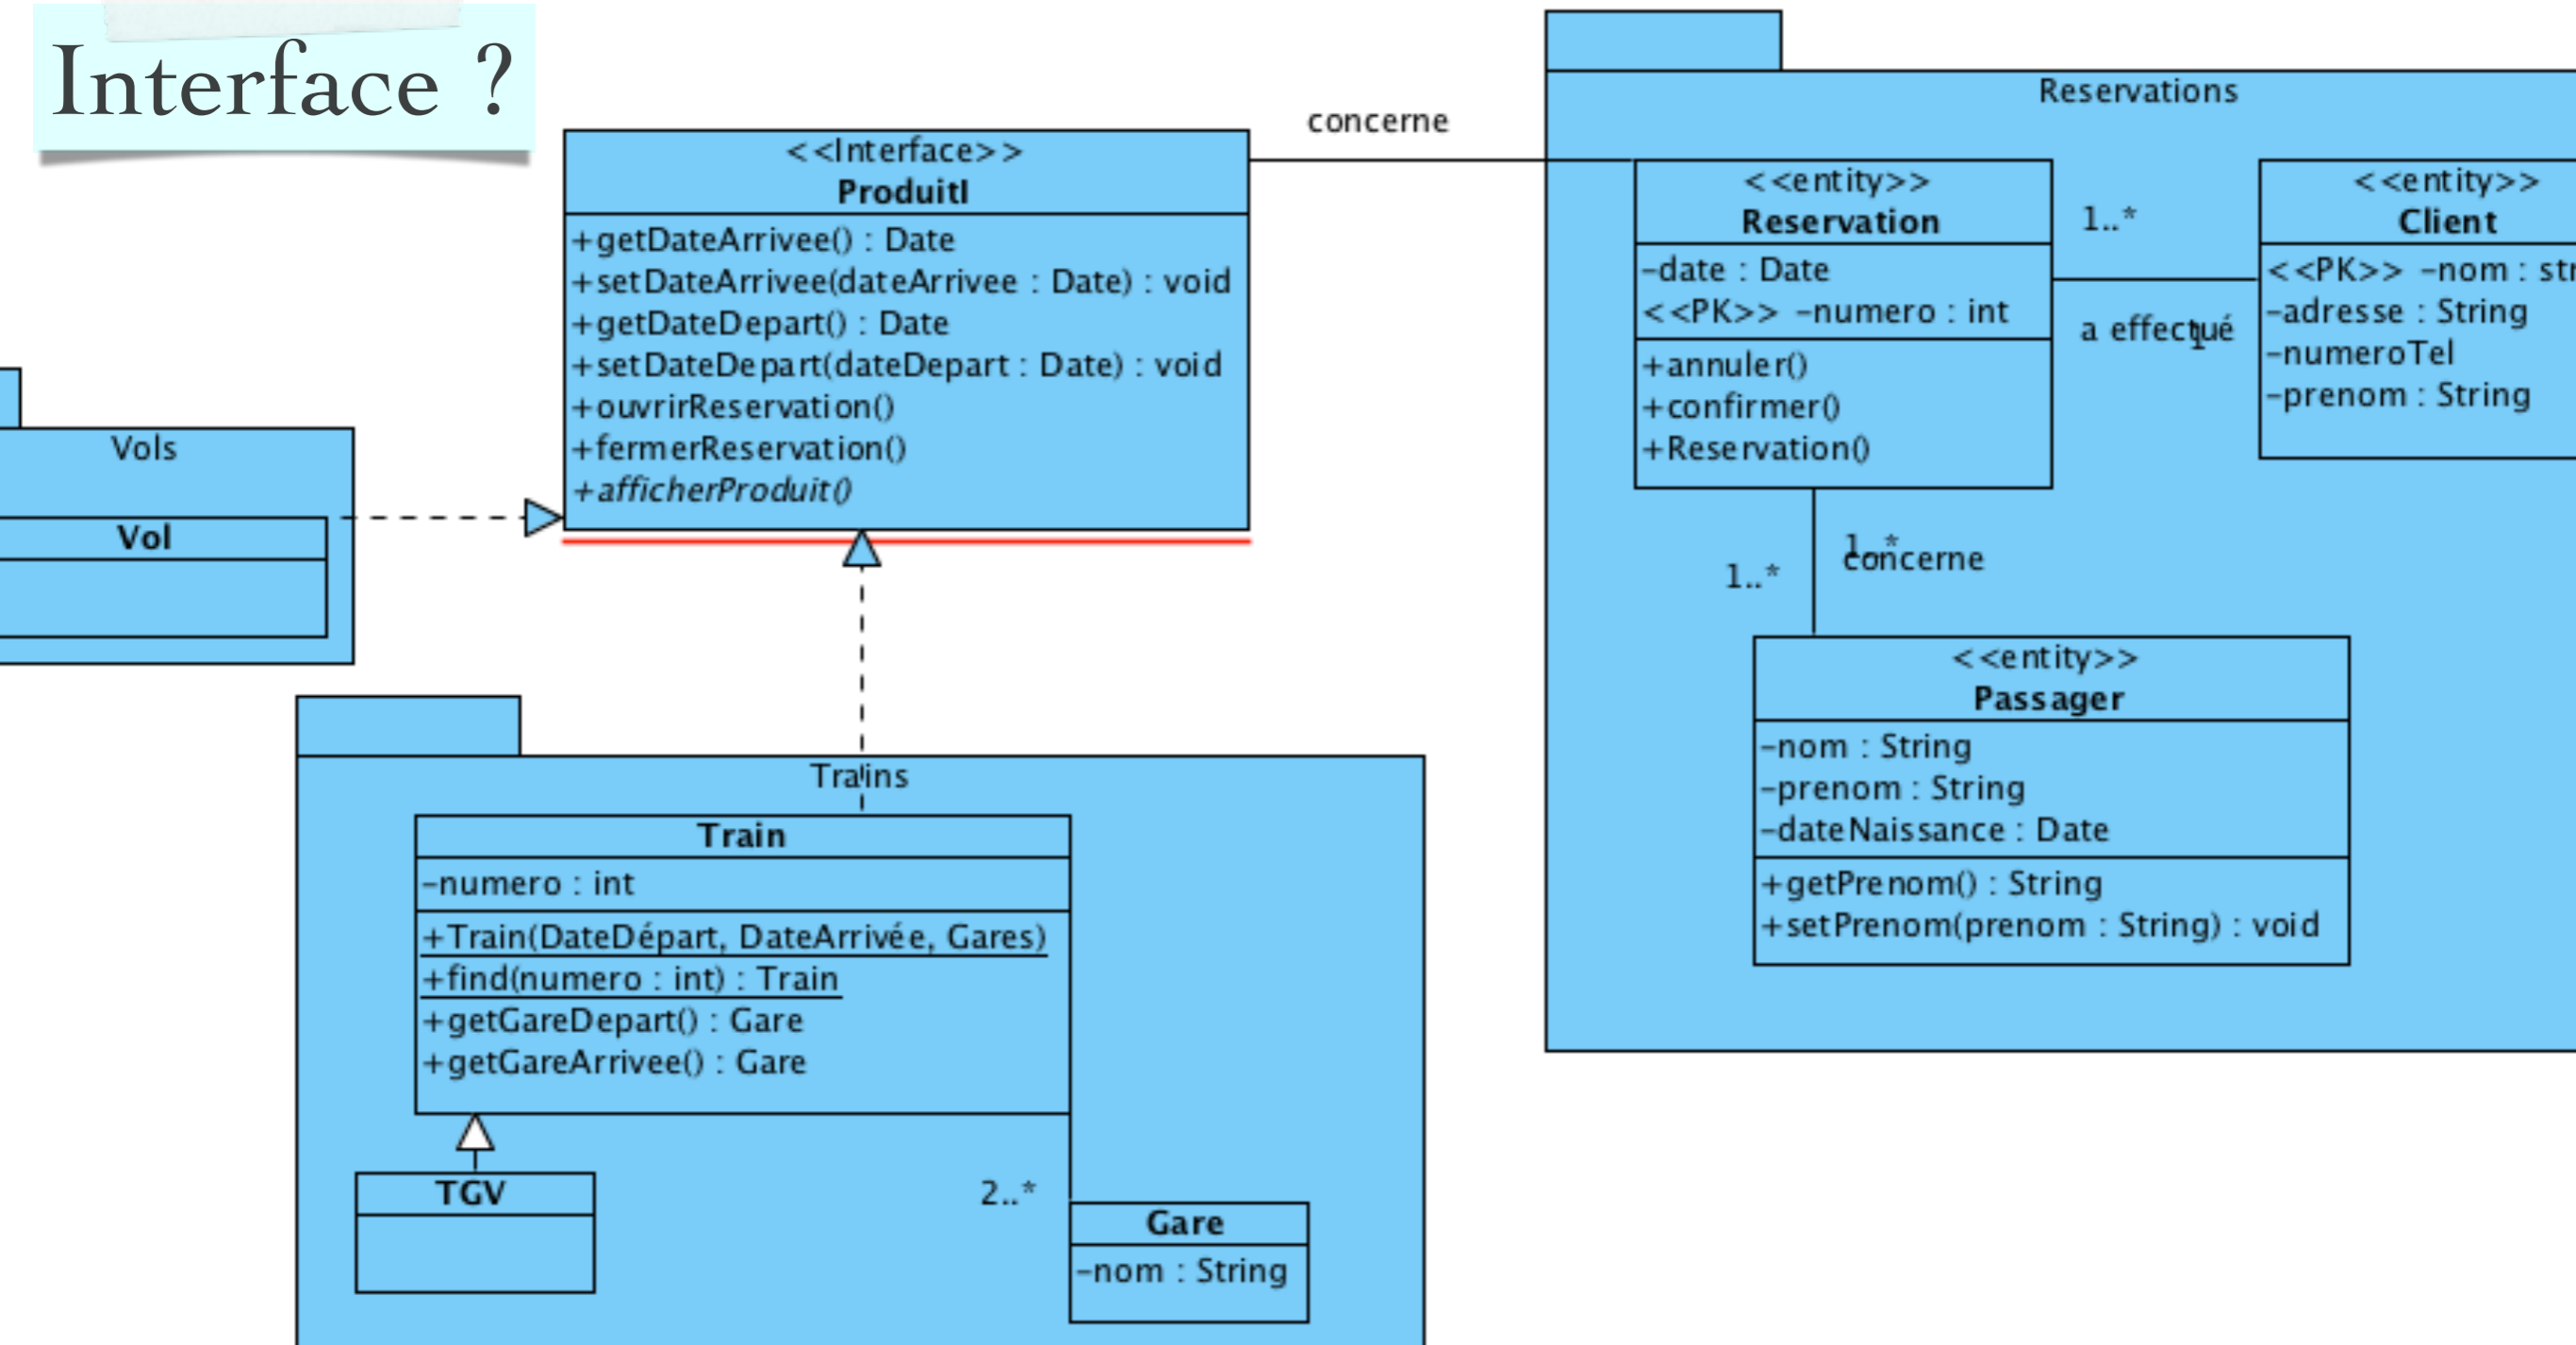 Interface ?
concerne
<<Interface>>
ProduitI
+getDateArrivee() : Date
+setDateArrivee(dateArrivee : Date) : void
+getDateDepart() : Date
+setDateDepart(dateDepart : Date) : void
+ouvrirReservation()
+fermerReservation()
+afficherProduit()
Reservations
<<entity>>
Reservation
-date : Date
<<PK>> -numero : int
+annuler()
+confirmer()
+Reservation()
1..*
a effectué
<<entity>>
Client
<<PK>> -nom : str
-adresse : String
-numeroTel
-prenom : String
1..*
1..*
concerne
<<entity>>
Passager
-nom : String
-prenom : String
-dateNaissance : Date
+getPrenom() : String
+setPrenom(prenom : String) : void
Vols
Vol
Trains
Train
-numero : int
+Train(DateDépart, DateArrivée, Gares)
+find(numero : int) : Train
+getGareDepart() : Gare
+getGareArrivee() : Gare
TGV
2..*
Gare
-nom : String